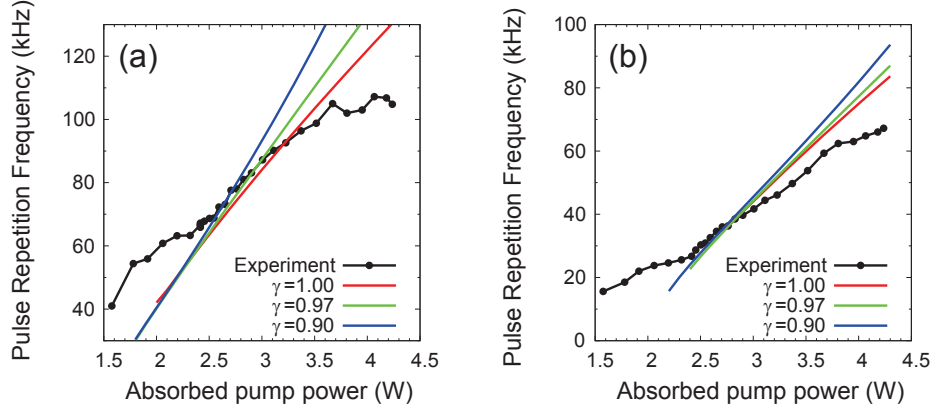 (a)
Pulse Repetition Frequency (kHz)
120
100
80
60
40
Experiment
γ=1.00
γ=0.97
γ=0.90
1.5 2 2.5 3 3.5 4 4.5
Absorbed pump power (W)
(b)
Pulse Repetition Frequency (kHz)
100
80
60
40
20
0
Experiment
γ=1.00
γ=0.97
γ=0.90
1.5 2 2.5 3 3.5 4 4.5
Absorbed pump power (W)